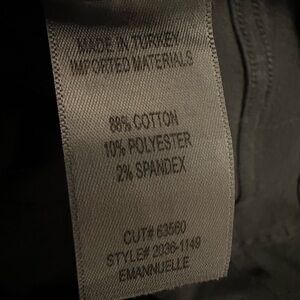 MADE IN TURKEY
IMPORTED MATERIALS
88% COTTON
10% POLYESTER
2% SPANDEX
CUT# 63560
STYLE# 2036-1149
EMANNUELLE